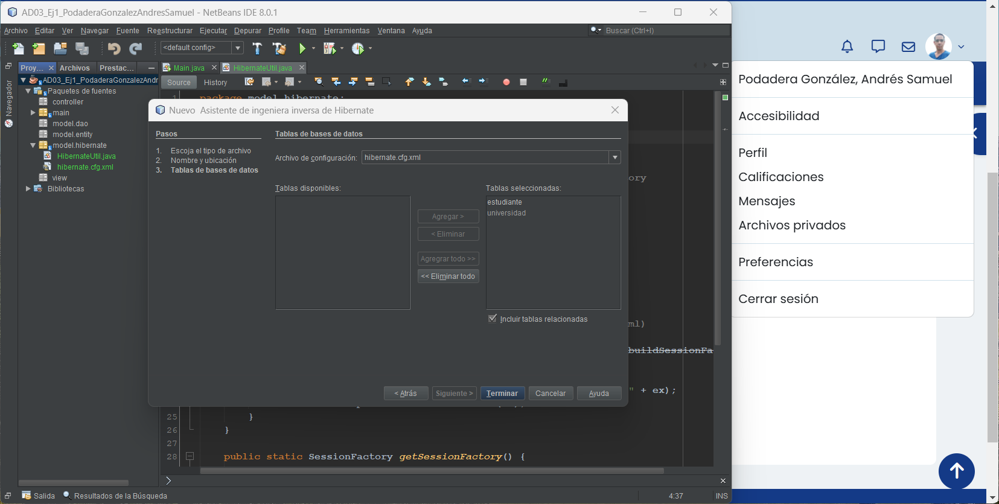 AD03_Ej1_PodaderaGonzalezAndresSamuel - NetBeans IDE 8.0.1
Archivo Editar Ver Navegar Fuente Reestructurar Ejecutar Depurar Profile Team Herramientas Ventana Ayuda
Buscar (Ctrl+I)
<default config>
Proy... Archivos Prestac...
Navegador
AD03_Ej1_PodaderaGonzalezAndr
Paquetes de fuentes
controller
main
model.dao
model.entity
model.hibernate
HibernateUtil.java
hibernate.cfg.xml
view
Bibliotecas
Main.java HibernateUtil.java
Source History
1 package model.hibernate;
ory
ml)
buildSessionFa
" + ex);
25 }
26 }
27
28 public static SessionFactory getSessionFactory() {
Nuevo Asistente de ingeniera inversa de Hibernate
Pasos
1. Escoja el tipo de archivo
2. Nombre y ubicación
3. Tablas de bases de datos
Tablas de bases de datos
Archivo de configuración: hibernate.cfg.xml
Tablas disponibles:
Agregar >
< Eliminar
Agregrar todo >>
<< Eliminar todo
Tablas seleccionadas:
estudiante
universidad
Incluir tablas relacionadas
< Atrás Siguiente > Terminar Cancelar Ayuda
Salida Resultados de la Búsqueda
4:37 INS
Podadera González, Andrés Samuel
Accesibilidad
Perfil
Calificaciones
Mensajes
Archivos privados
Preferencias
Cerrar sesión